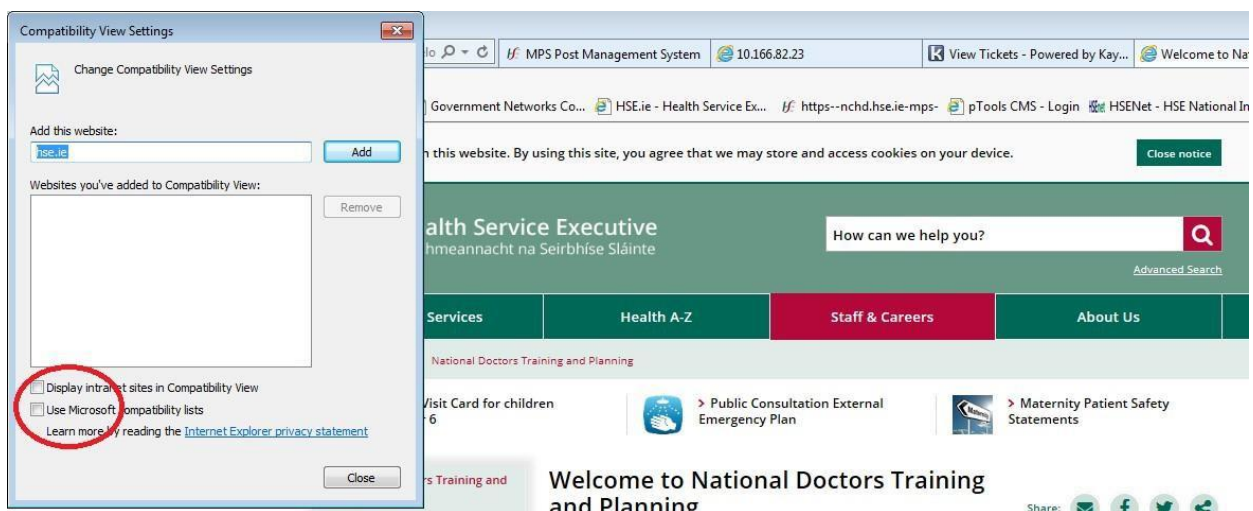 Compatibility View Settings
Change Compatibility View Settings
Add this website:
hse.ie
Add
Websites you've added to Compatibility View:
Remove
Display intranet sites in Compatibility View
Use Microsoft compatibility lists
Learn more by reading the Internet Explorer privacy statement
Close
MPS Post Management System
10.166.82.23
View Tickets - Powered by Kay...
Welcome to Nat
Government Networks Co...
HSE.ie - Health Service Ex...
https--nchd.hse.ie-mps-
pTools CMS - Login
HSENet - HSE National In
this website. By using this site, you agree that we may store and access cookies on your device.
Close notice
alth Service Executive
hmeannacht na Seirbhíse Sláinte
How can we help you?
Advanced Search
Services
Health A-Z
Staff & Careers
About Us
National Doctors Training and Planning
Visit Card for children
6
> Public Consultation External
Emergency Plan
Maternity
> Maternity Patient Safety
Statements
rs Training and
Welcome to National Doctors Training
and Planning
Share: